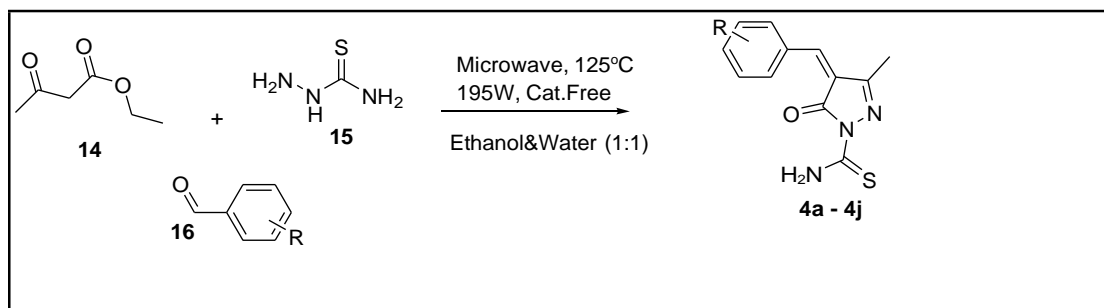 O
O
O
14
+
H2N
N
H
S
NH2
15
O
16
R
Microwave, 125ºC
195W, Cat.Free
Ethanol&Water (1:1)
R
O
N
N
H2N
S
4a - 4j